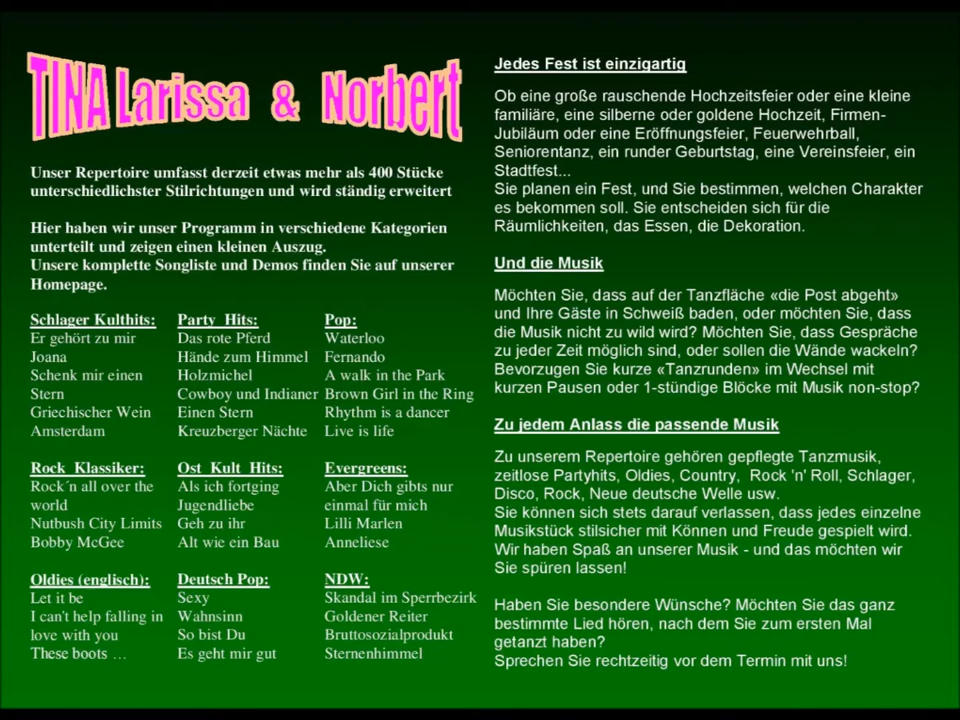 TINA Larissa & Norbert
Unser Repertoire umfasst derzeit etwas mehr als 400 Stücke
unterschiedlichster Stilrichtungen und wird ständig erweitert
Hier haben wir unser Programm in verschiedene Kategorien
unterteilt und zeigen einen kleinen Auszug.
Unsere komplette Songliste und Demos finden Sie auf unserer
Homepage.
Schlager Kulthits:
Er gehört zu mir
Joana
Schenk mir einen
Stern
Griechischer Wein
Amsterdam
Party Hits:
Das rote Pferd
Hände zum Himmel
Holzmichel
Cowboy und Indianer
Einen Stern
Kreuzberger Nächte
Pop:
Waterloo
Fernando
A walk in the Park
Brown Girl in the Ring
Rhythm is a dancer
Live is life
Rock Klassiker:
Rock´n all over the
world
Nutbush City Limits
Bobby McGee
Ost Kult Hits:
Als ich fortging
Jugendliebe
Geh zu ihr
Alt wie ein Bau
Evergreens:
Aber Dich gibts nur
einmal für mich
Lilli Marlen
Anneliese
Oldies (englisch):
Let it be
I can't help falling in
love with you
These boots …
Deutsch Pop:
Sexy
Wahnsinn
So bist Du
Es geht mir gut
NDW:
Skandal im Sperrbezirk
Goldener Reiter
Bruttosozialprodukt
Sternenhimmel
Jedes Fest ist einzigartig
Ob eine große rauschende Hochzeitsfeier oder eine kleine
familiäre, eine silberne oder goldene Hochzeit, Firmen-
Jubiläum oder eine Eröffnungsfeier, Feuerwehrball,
Seniorentanz, ein runder Geburtstag, eine Vereinsfeier, ein
Stadtfest...
Sie planen ein Fest, und Sie bestimmen, welchen Charakter
es bekommen soll. Sie entscheiden sich für die
Räumlichkeiten, das Essen, die Dekoration.
Und die Musik
Möchten Sie, dass auf der Tanzfläche «die Post abgeht»
und Ihre Gäste in Schweiß baden, oder möchten Sie, dass
die Musik nicht zu wild wird? Möchten Sie, dass Gespräche
zu jeder Zeit möglich sind, oder sollen die Wände wackeln?
Bevorzugen Sie kurze «Tanzrunden» im Wechsel mit
kurzen Pausen oder 1-stündige Blöcke mit Musik non-stop?
Zu jedem Anlass die passende Musik
Zu unserem Repertoire gehören gepflegte Tanzmusik,
zeitlose Partyhits, Oldies, Country, Rock 'n' Roll, Schlager,
Disco, Rock, Neue deutsche Welle usw.
Sie können sich stets darauf verlassen, dass jedes einzelne
Musikstück stilsicher mit Können und Freude gespielt wird.
Wir haben Spaß an unserer Musik - und das möchten wir
Sie spüren lassen!
Haben Sie besondere Wünsche? Möchten Sie das ganz
bestimmte Lied hören, nach dem Sie zum ersten Mal
getanzt haben?
Sprechen Sie rechtzeitig vor dem Termin mit uns!